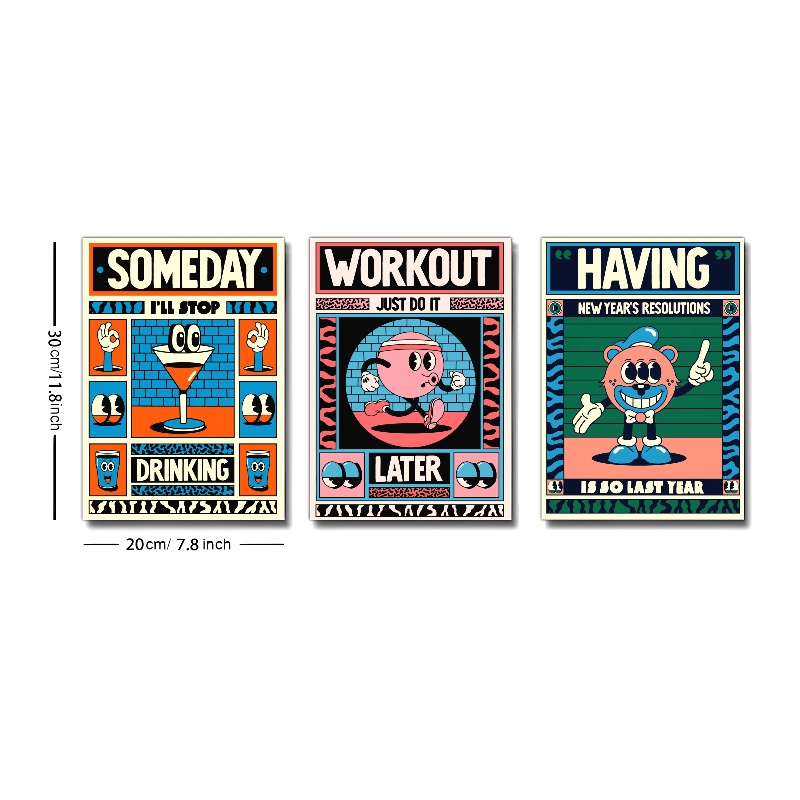 SOMEDAY
I'LL STOP
DRINKING
WORKOUT
JUST DO IT
LATER
“HAVING”
NEW YEAR'S RESOLUTIONS
IS SO LAST YEAR
30cm/11.8inch
20cm/ 7.8 inch